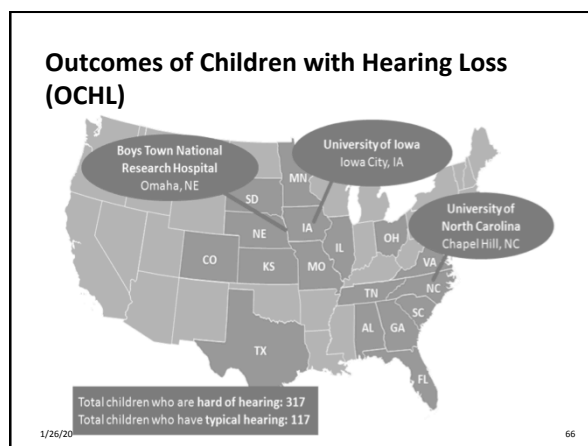 Outcomes of Children with Hearing Loss
(OCHL)
Boys Town National
Research Hospital
Omaha, NE
University of Iowa
Iowa City, IA
MN
SD
University of
North Carolina
Chapel Hill, NC
NE
IA
IL
OH
CO
KS
MO
VA
TN
NC
SC
AL
GA
TX
FL
Total children who are hard of hearing: 317
Total children who have typical hearing: 117
1/26/20
66